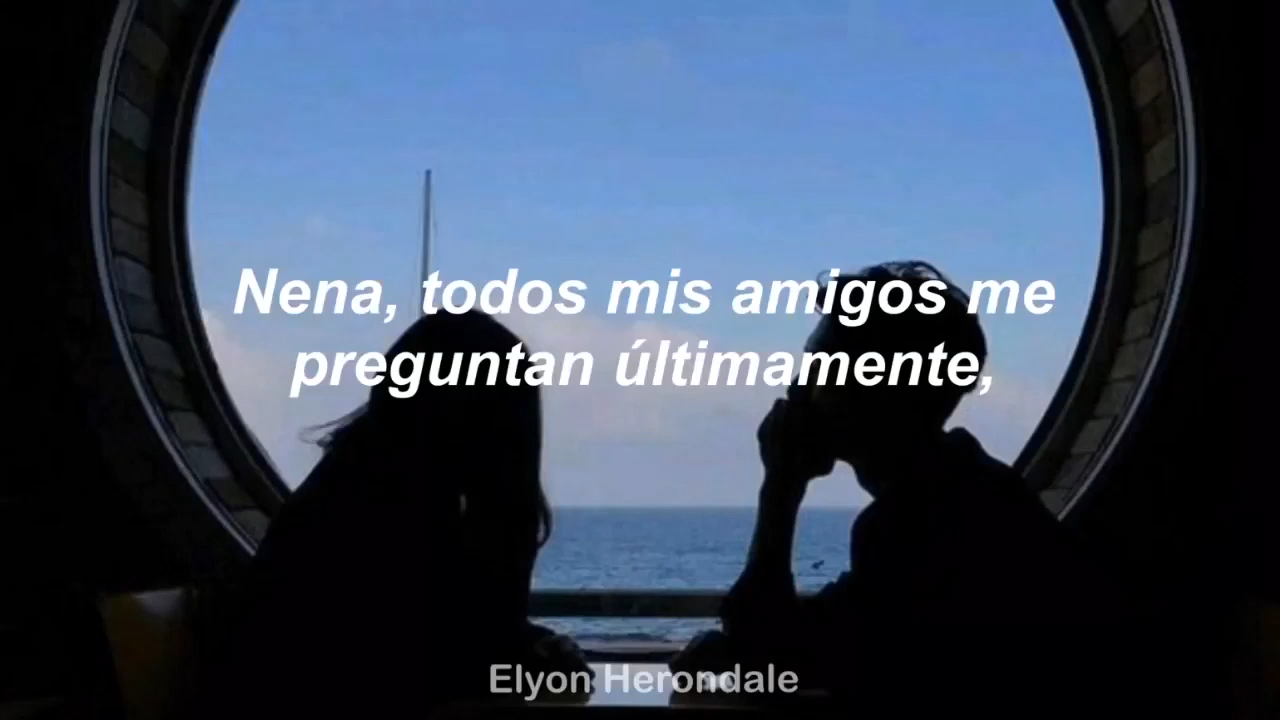 Nena, todos mis amigos me
preguntan últimamente,
Elyon Herondale